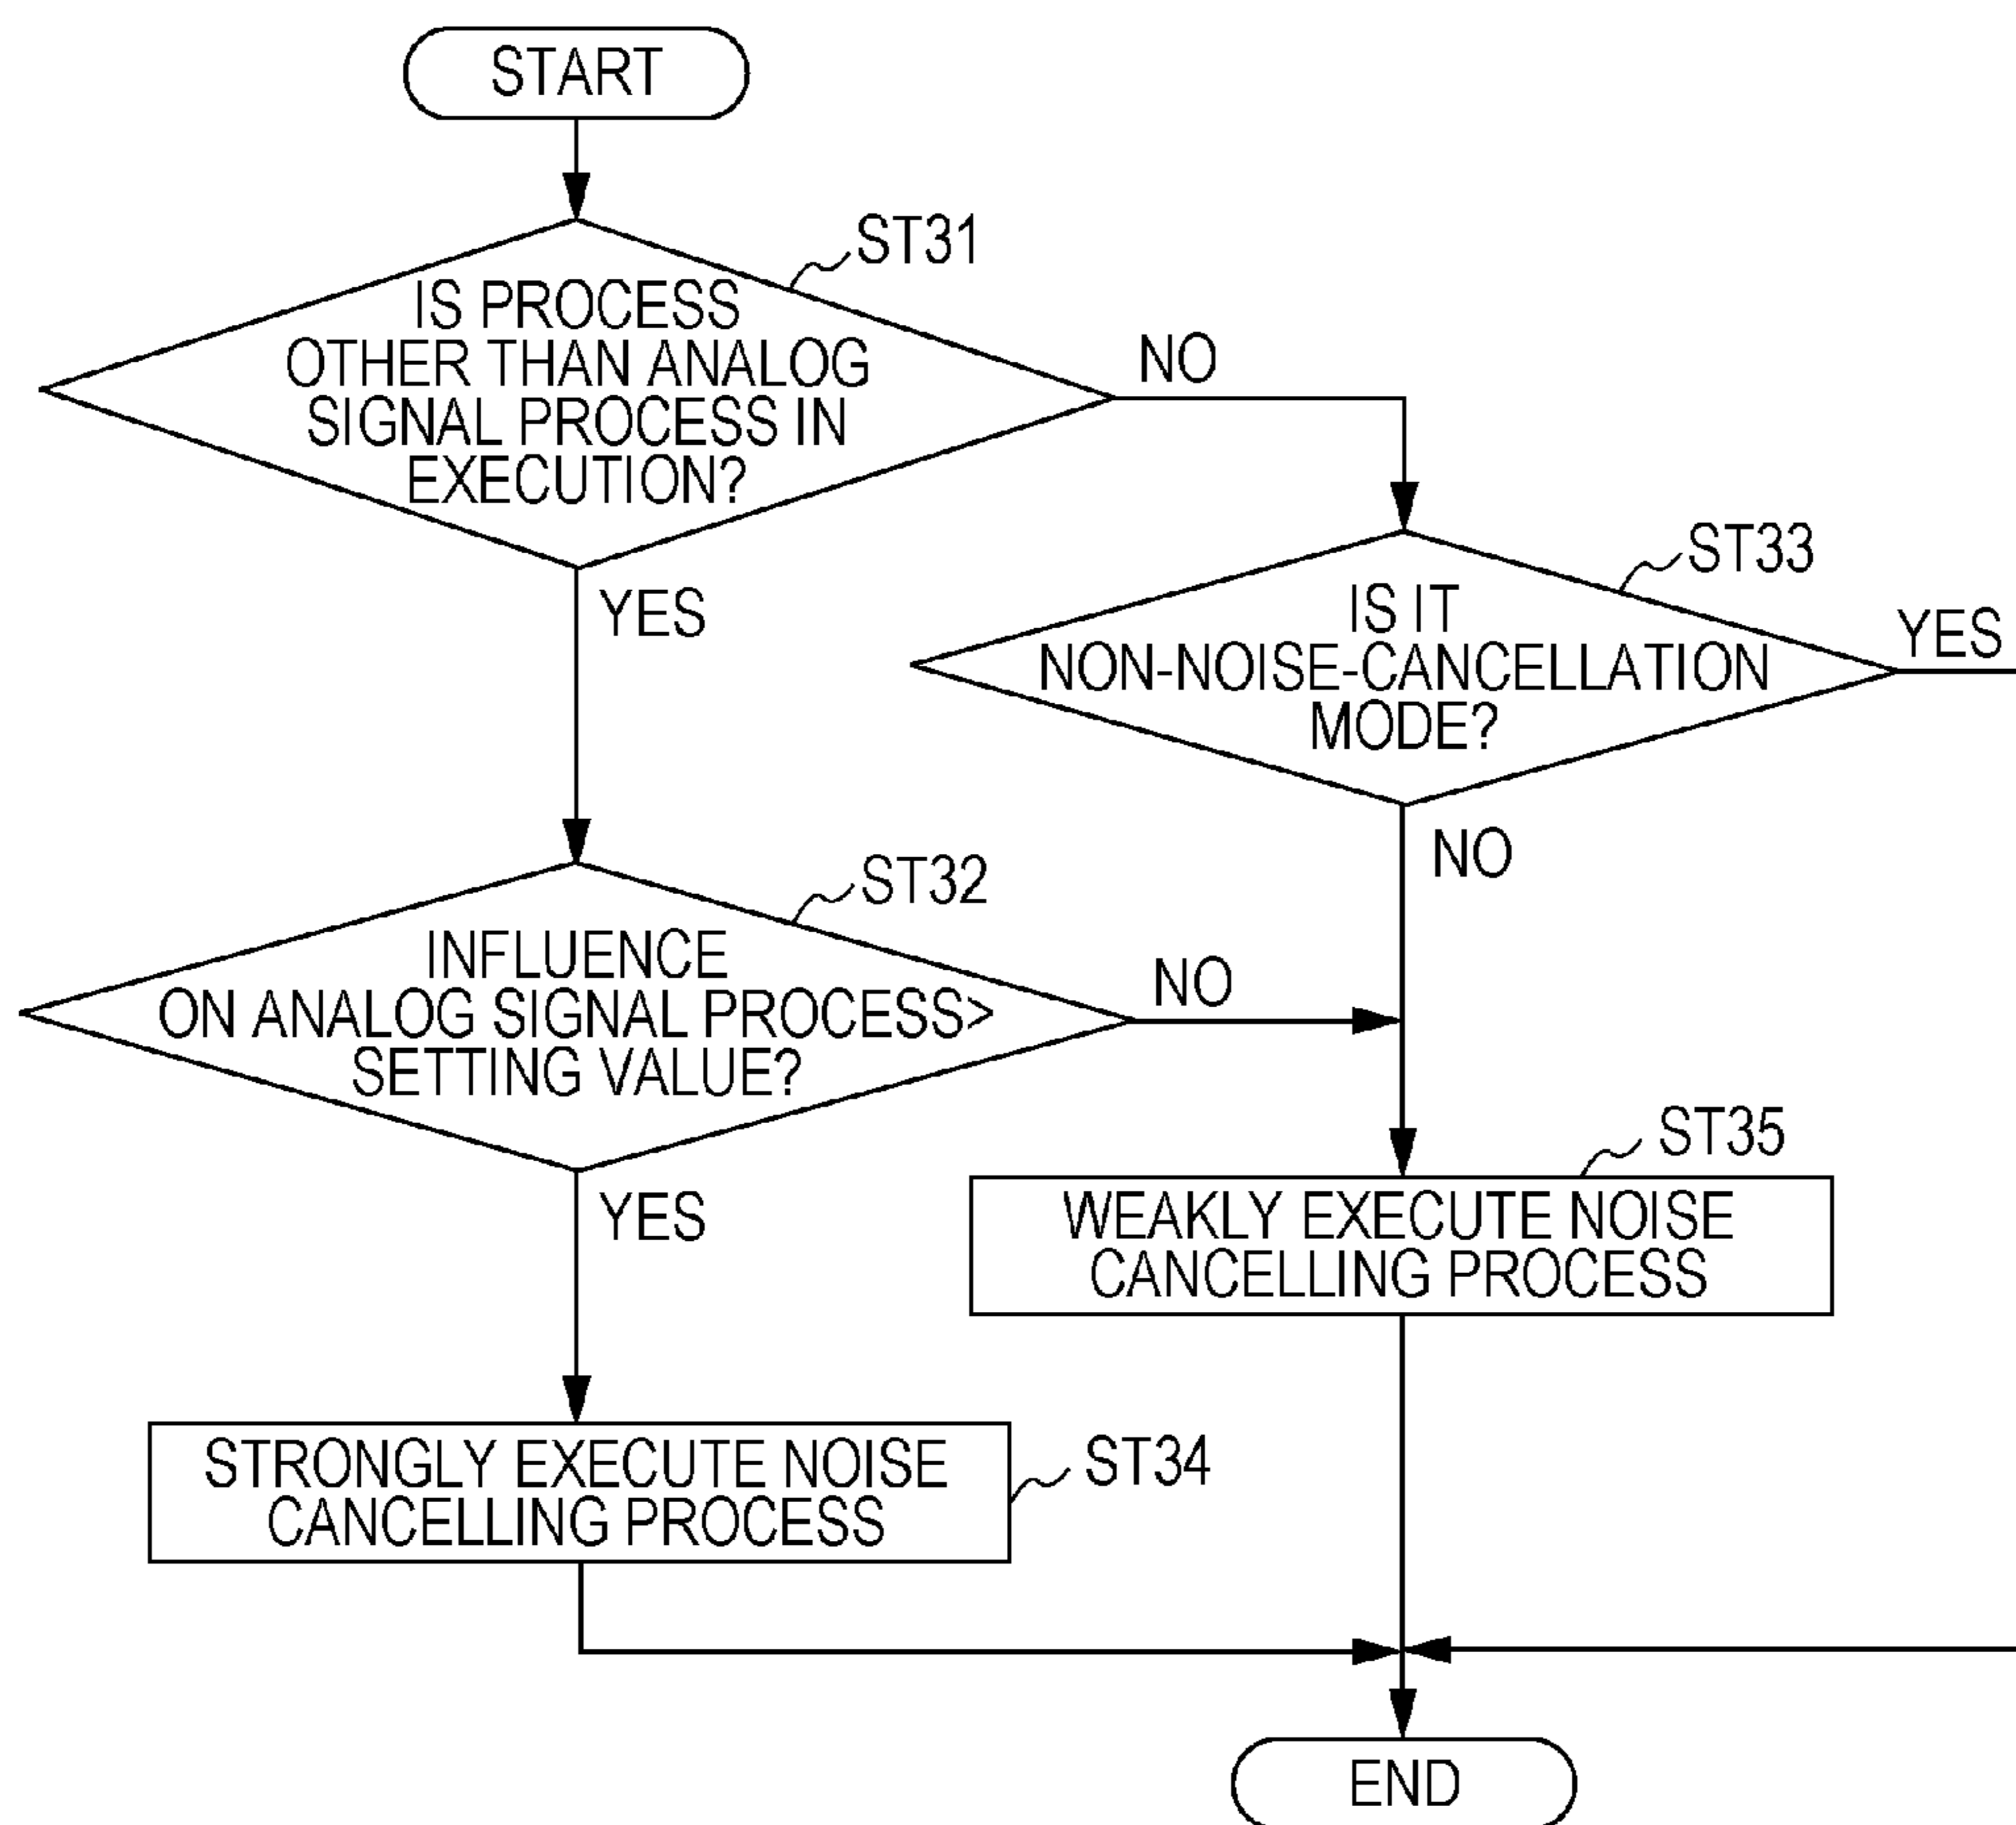 START
ST31
IS PROCESS
OTHER THAN ANALOG
SIGNAL PROCESS IN
EXECUTION?
NO
YES
ST33
IS IT
NON-NOISE-CANCELLATION
MODE?
YES
NO
ST32
INFLUENCE
ON ANALOG SIGNAL PROCESS>
SETTING VALUE?
NO
YES
ST35
WEAKLY EXECUTE NOISE
CANCELLING PROCESS
STRONGLY EXECUTE NOISE
CANCELLING PROCESS
ST34
END